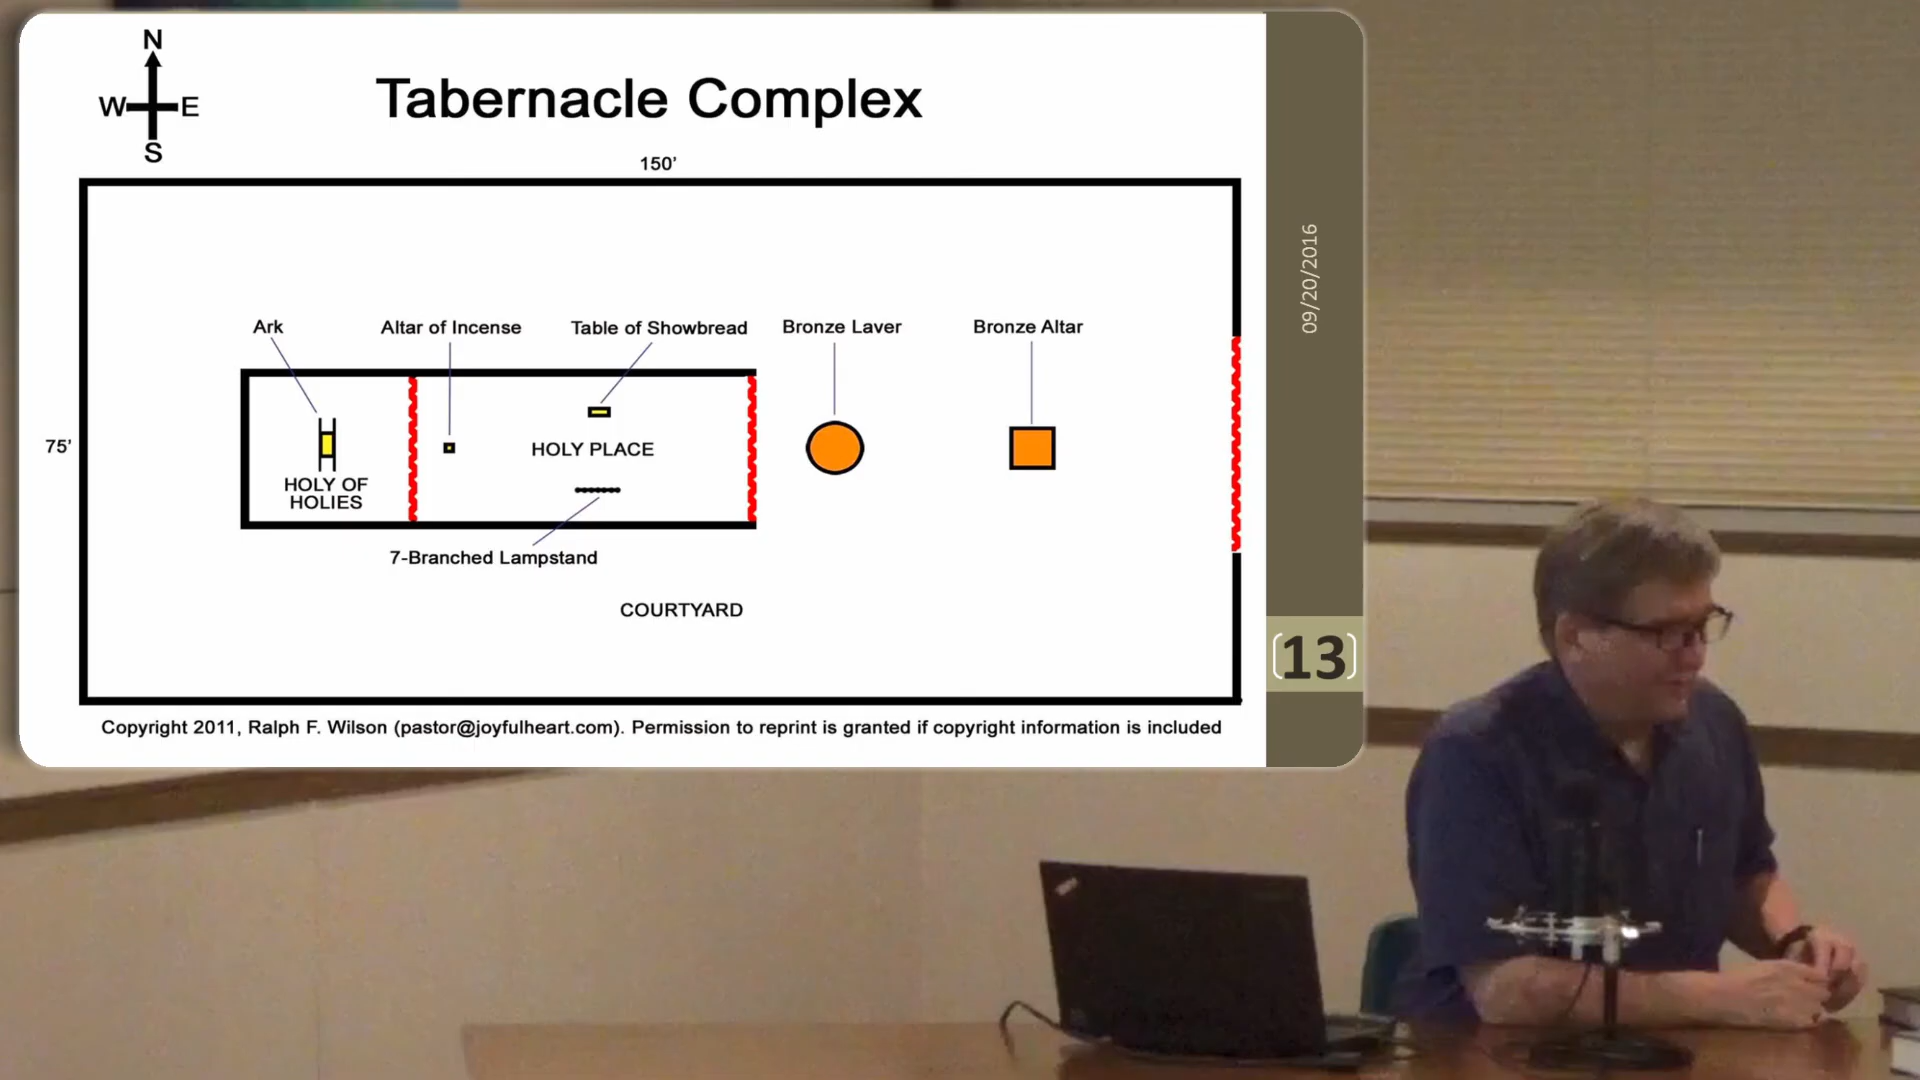 N
W E
S
Tabernacle Complex
150'
75'
Ark
Altar of Incense
Table of Showbread
Bronze Laver
Bronze Altar
HOLY PLACE
HOLY OF
HOLIES
7-Branched Lampstand
COURTYARD
Copyright 2011, Ralph F. Wilson (pastor@joyfulheart.com). Permission to reprint is granted if copyright information is included
09/20/2016
13